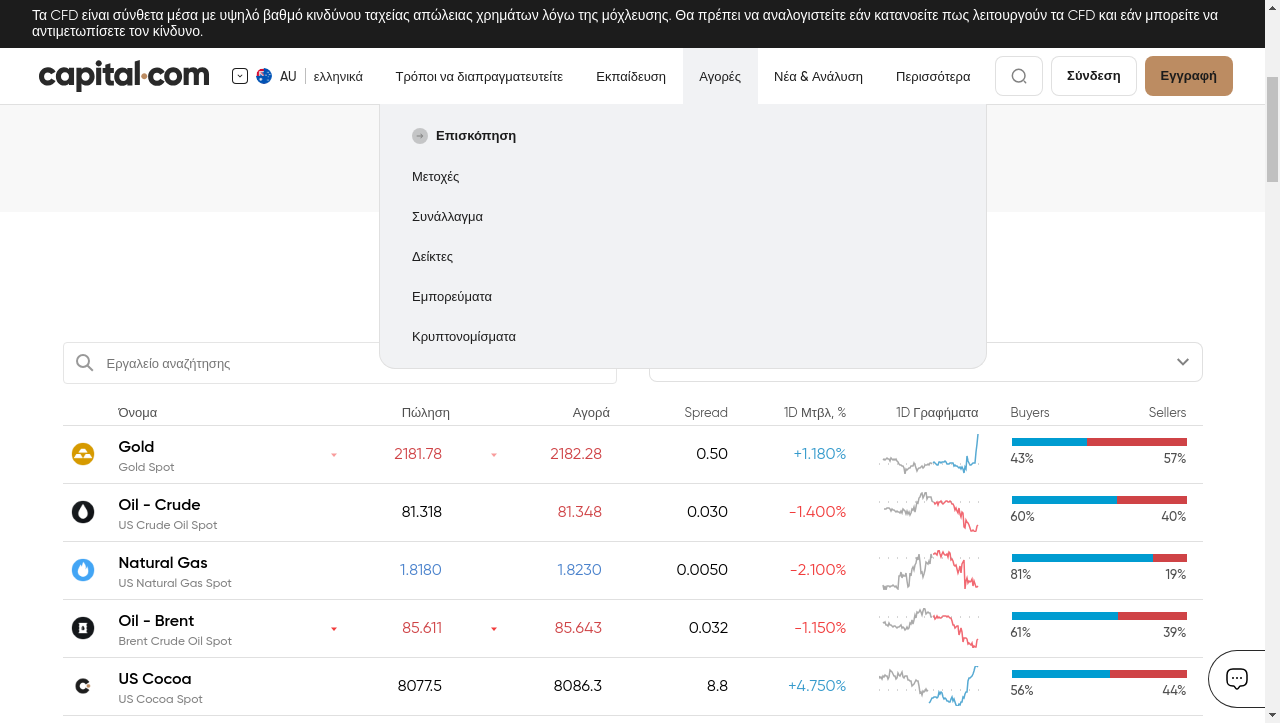 Τα CFD είναι σύνθετα μέσα με υψηλό βαθμό κινδύνου ταχείας απώλειας χρημάτων λόγω της μόχλευσης. Θα πρέπει να αναλογιστείτε εάν κατανοείτε πως λειτουργούν τα CFD και εάν μπορείτε να
αντιμετωπίσετε τον κίνδυνο.
capital.com AU ελληνικά Τρόποι να διαπραγματευτείτε Εκπαίδευση Αγορές Νέα & Ανάλυση Περισσότερα Σύνδεση Εγγραφή
Επισκόπηση
Μετοχές
Συνάλλαγμα
Δείκτες
Εμπορεύματα
Κρυπτονομίσματα
Εργαλείο αναζήτησης
Όνομα Πώληση Αγορά Spread 1D Μτβλ, % 1D Γραφήματα Buyers Sellers
Gold 2181.78 2182.28 0.50 +1.180%
Gold Spot 43% 57%
Oil - Crude 81.318 81.348 0.030 -1.400%
US Crude Oil Spot 60% 40%
Natural Gas 1.8180 1.8230 0.0050 -2.100%
US Natural Gas Spot 81% 19%
Oil - Brent 85.611 85.643 0.032 -1.150%
Brent Crude Oil Spot 61% 39%
US Cocoa 8077.5 8086.3 8.8 +4.750%
US Cocoa Spot 56% 44%